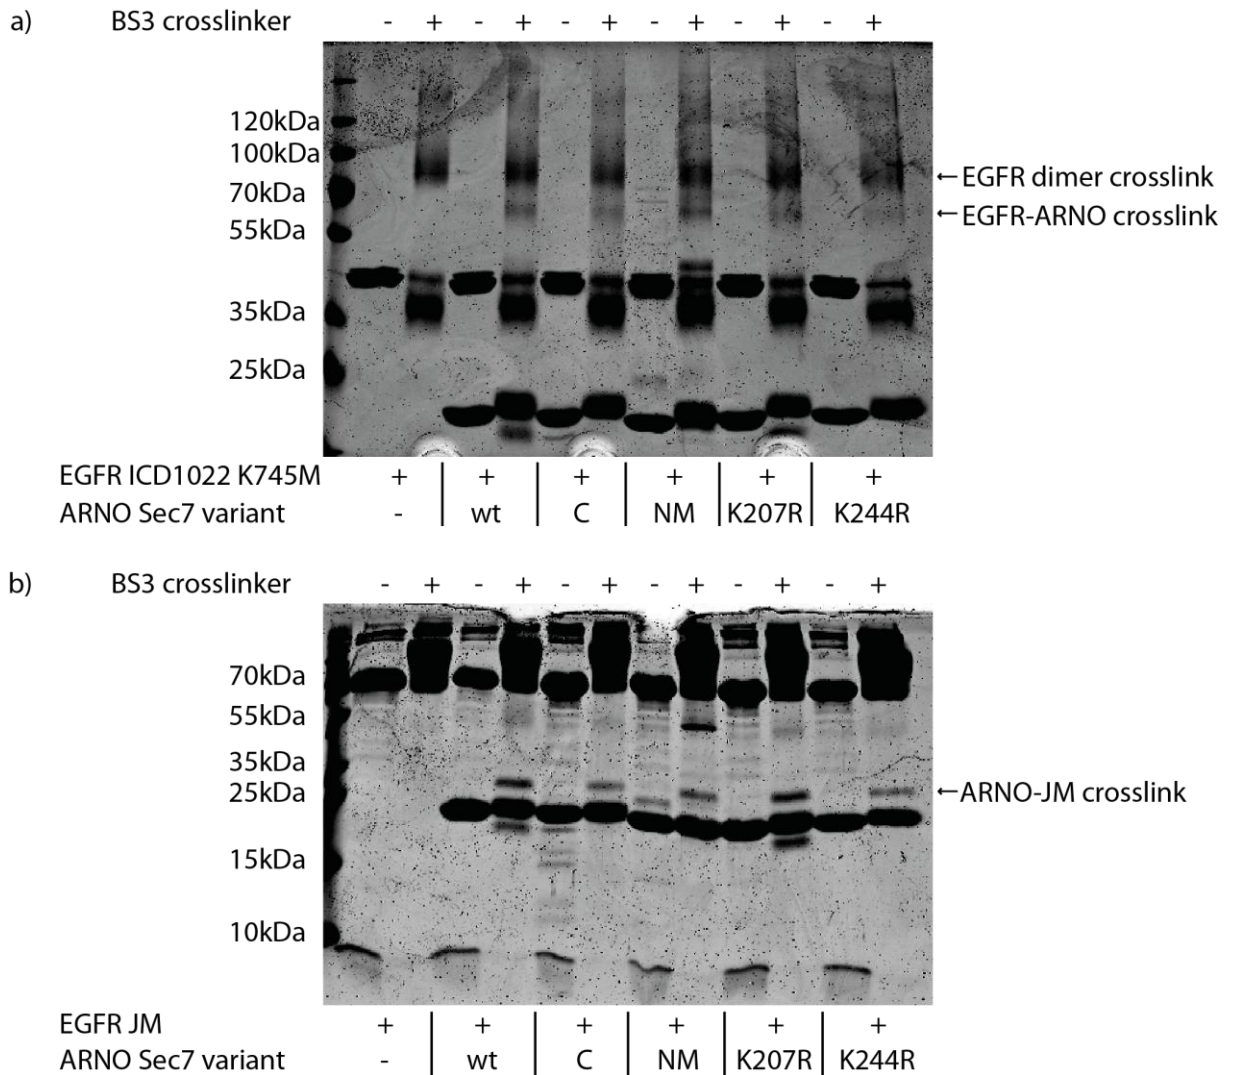 a) BS3 crosslinker - + - + - + - + - + - +
120kDa
100kDa
70kDa
55kDa
35kDa
25kDa
←EGFR dimer crosslink
←EGFR-ARNO crosslink
EGFR ICD1022 K745M + + + + + +
ARNO Sec7 variant - wt C NM K207R K244R
b) BS3 crosslinker - + - + - + - + - + - +
70kDa
55kDa
35kDa
25kDa
15kDa
10kDa
←ARNO-JM crosslink
EGFR JM + + + + + +
ARNO Sec7 variant - wt C NM K207R K244R